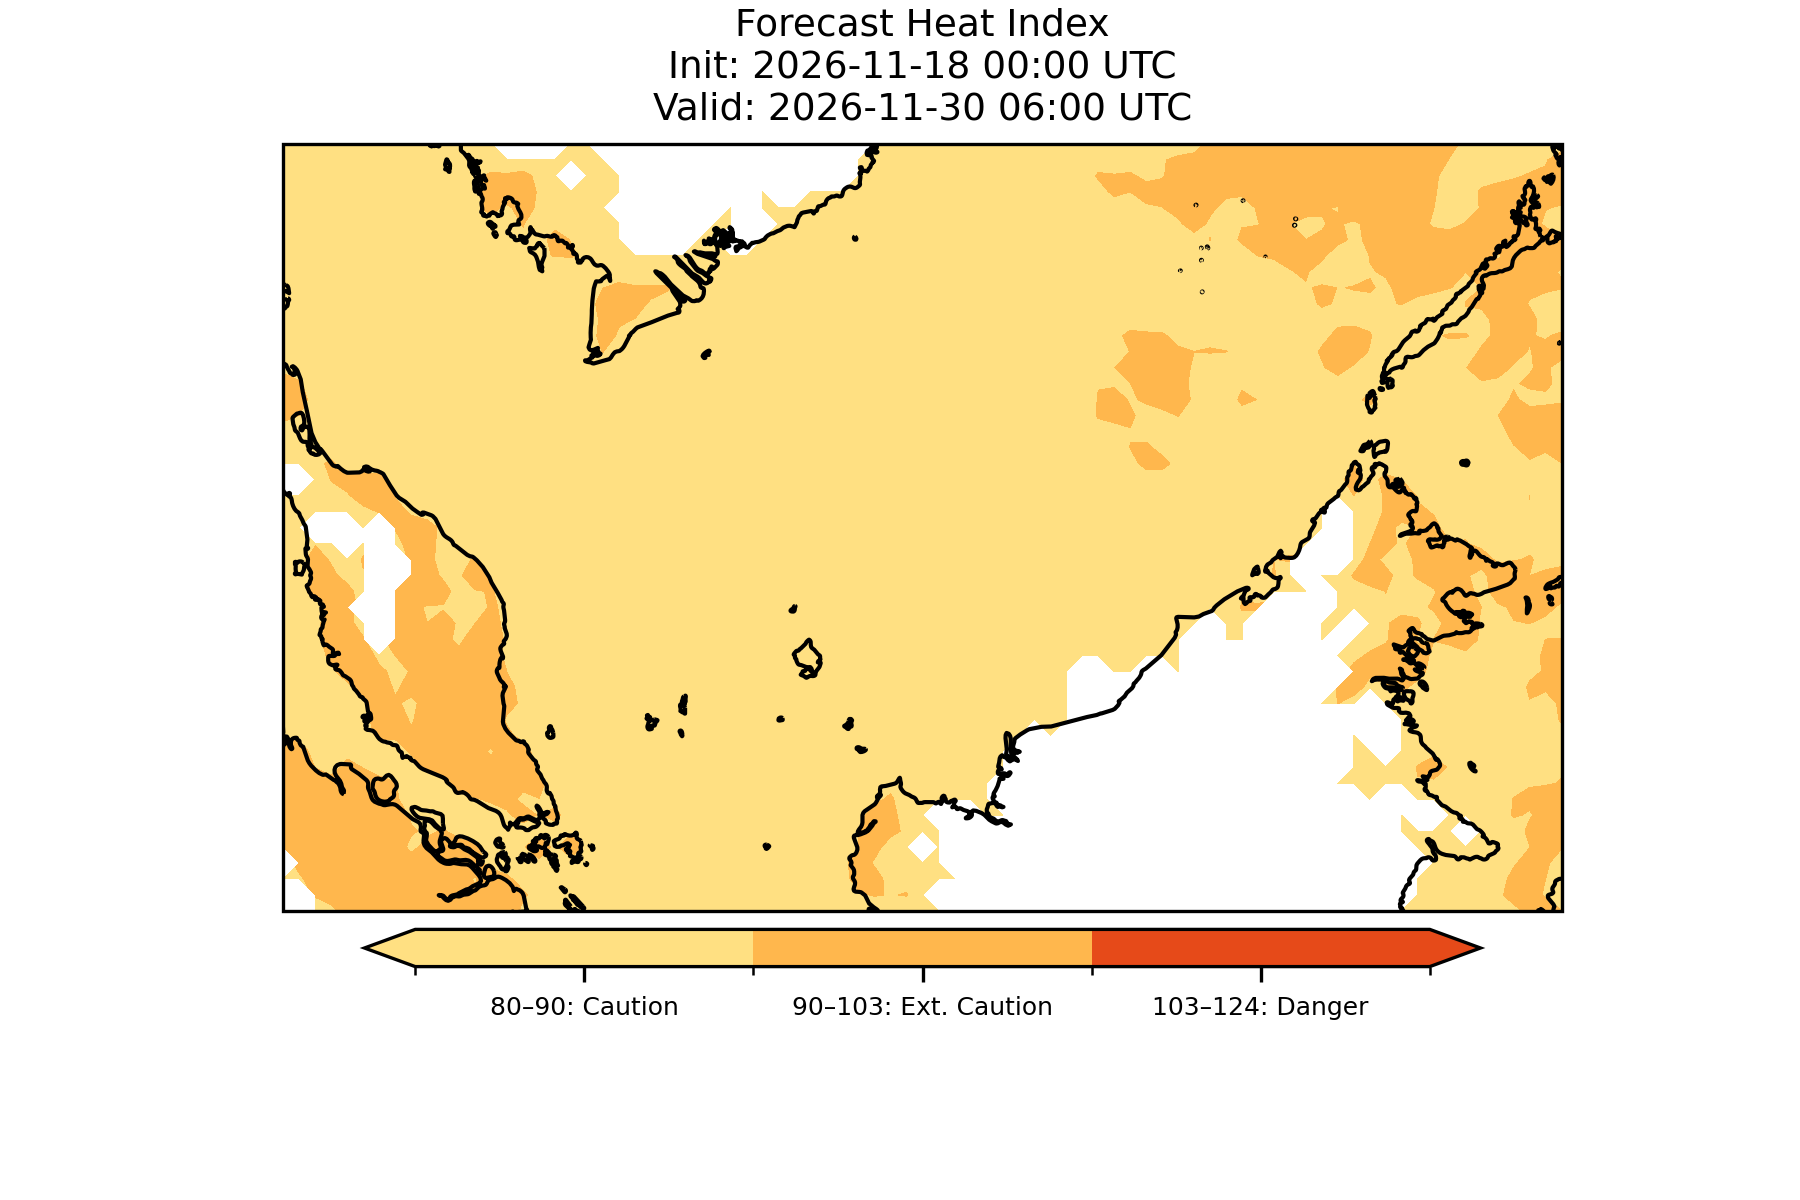 Forecast Heat Index
Init: 2026-11-18 00:00 UTC
Valid: 2026-11-30 06:00 UTC
80–90: Caution
90–103: Ext. Caution
103–124: Danger